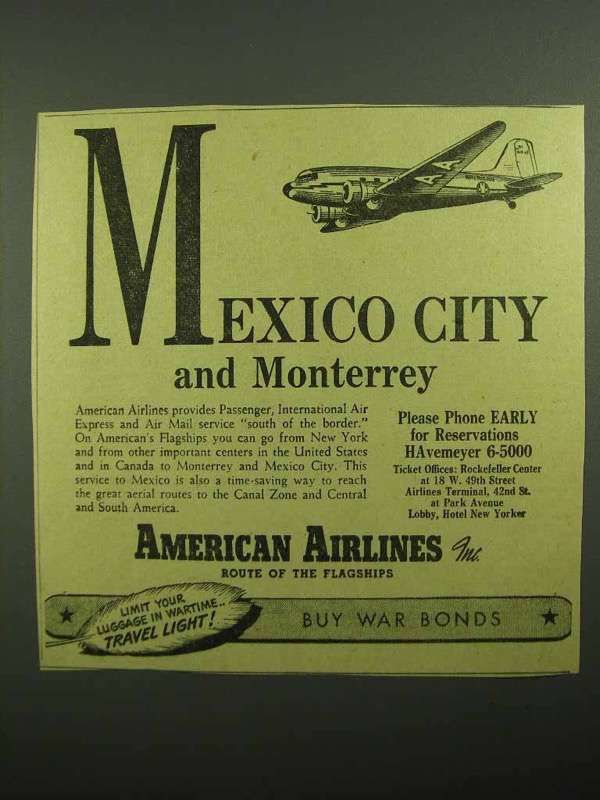 MEXICO CITY
and Monterrey
American Airlines provides Passenger, International Air
Express and Air Mail service "south of the border."
On American's Flagships you can go from New York
and from other important centers in the United States
and in Canada to Monterrey and Mexico City. This
service to Mexico is also a time-saving way to reach
the great aerial routes to the Canal Zone and Central
and South America.
Please Phone EARLY
for Reservations
HAvemeyer 6-5000
Ticket Offices: Rockefeller Center
at 18 W. 49th Street
Airlines Terminal, 42nd St.
at Park Avenue
Lobby, Hotel New Yorker
AMERICAN AIRLINES Inc.
ROUTE OF THE FLAGSHIPS
LIMIT YOUR
LUGGAGE IN WARTIME..
TRAVEL LIGHT!
BUY WAR BONDS